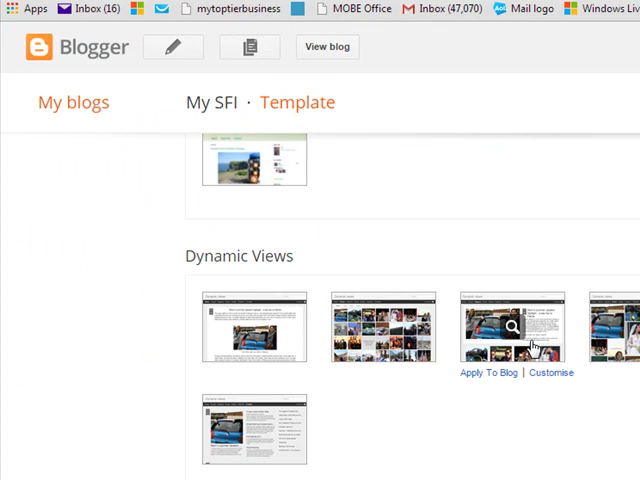 Apps Inbox (16) mytoptierbusiness MOBE Office Inbox (47,070) Mail logo Windows Liv
Blogger View blog
My blogs My SFI · Template
Dynamic Views
Apply To Blog | Customise